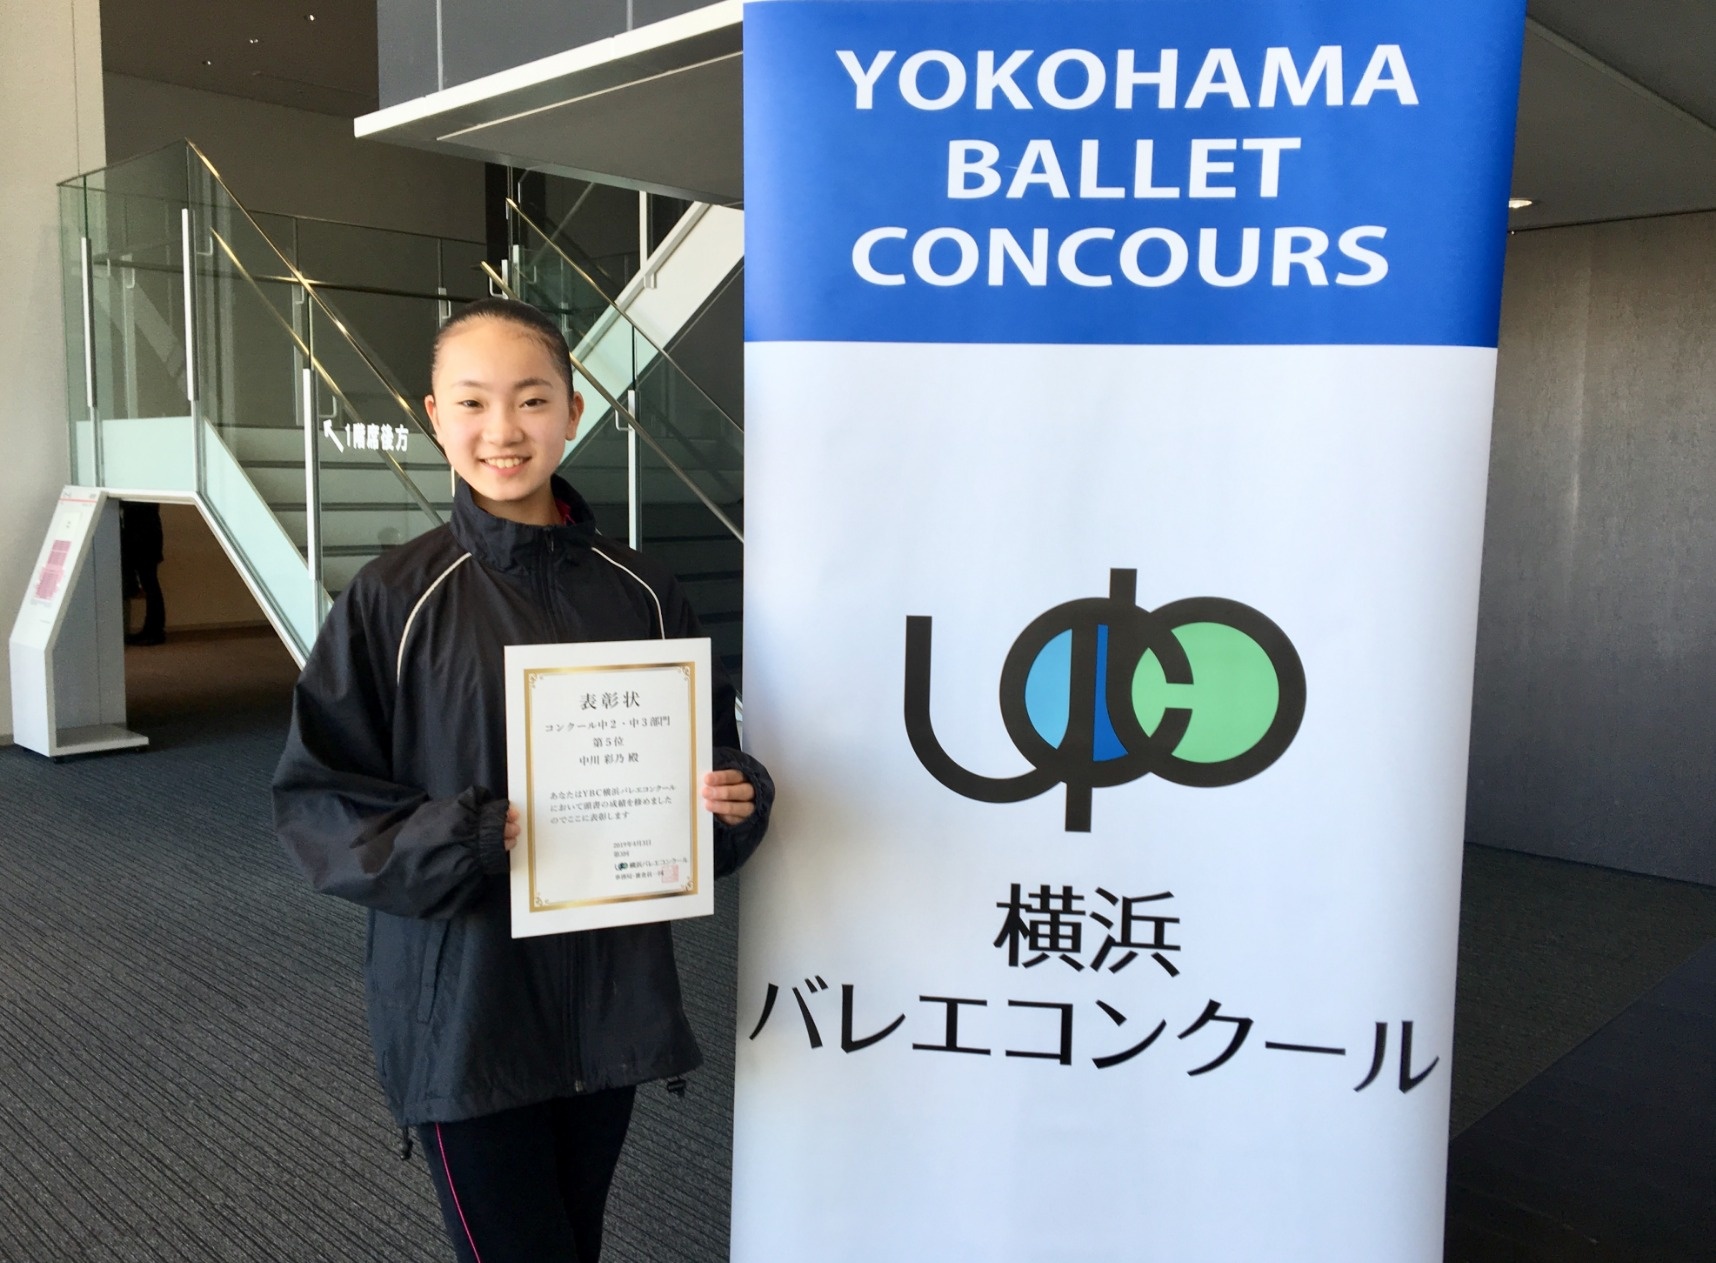 YOKOHAMA
BALLET
CONCOURS
横浜
バレエコンクール
1階席後方
表彰状
コンクール中2・中3部門
第5位
中川 彩乃 殿
あなたはYBC横浜バレエコンクール
において頭書の成績を修めました
のでここに表彰します
横浜バレエコンクール